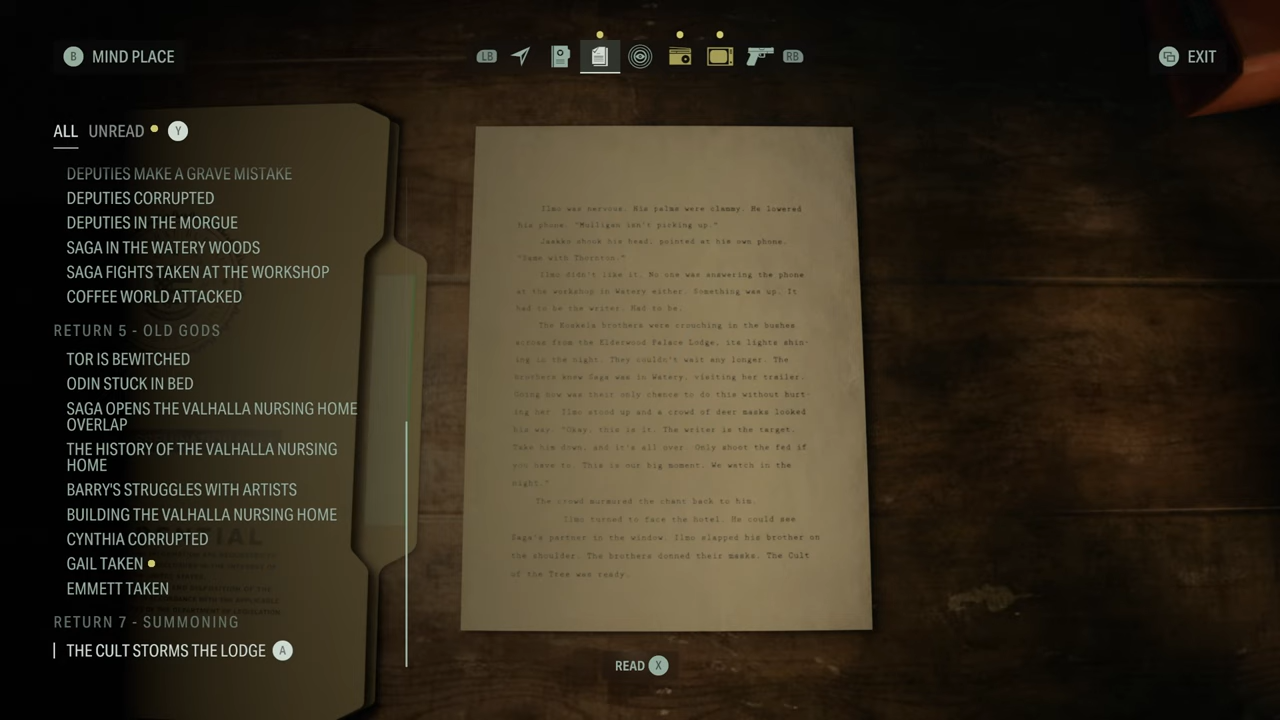 B MIND PLACE
LB
RB
EXIT
ALL UNREAD Y
DEPUTIES MAKE A GRAVE MISTAKE
DEPUTIES CORRUPTED
DEPUTIES IN THE MORGUE
SAGA IN THE WATERY WOODS
SAGA FIGHTS TAKEN AT THE WORKSHOP
COFFEE WORLD ATTACKED
RETURN 5 - OLD GODS
TOR IS BEWITCHED
ODIN STUCK IN BED
SAGA OPENS THE VALHALLA NURSING HOME
OVERLAP
THE HISTORY OF THE VALHALLA NURSING
HOME
BARRY'S STRUGGLES WITH ARTISTS
BUILDING THE VALHALLA NURSING HOME
CYNTHIA CORRUPTED
GAIL TAKEN
EMMETT TAKEN
RETURN 7 - SUMMONING
THE CULT STORMS THE LODGE A
Ilmo was nervous. His palms were clammy. He lowered
his phone. "Mulligan isn't picking up."
Jaakko shook his head, pointed at his own phone.
"Same with Thornton."
Ilmo didn't like it. No one was answering the phone
at the workshop in Watery either. Something was up. It
had to be the writer. Had to be.
The Koskela brothers were crouching in the bushes
across from the Elderwood Palace Lodge, its lights shin-
ing in the night. They couldn't wait any longer. The
brothers knew Saga was in Watery, visiting her trailer.
Going now was their only chance to do this without hurt-
ing her. Ilmo stood up and a crowd of deer masks looked
his way. "Okay, this is it. The writer is the target.
Take him down, and it's all over. Only shoot the fed if
you have to. This is our big moment. We watch in the
night."
The crowd murmured the chant back to him.
Ilmo turned to face the hotel. He could see
Saga's partner in the window. Ilmo slapped his brother on
the shoulder. The brothers donned their masks. The Cult
of the Tree was ready.
READ X